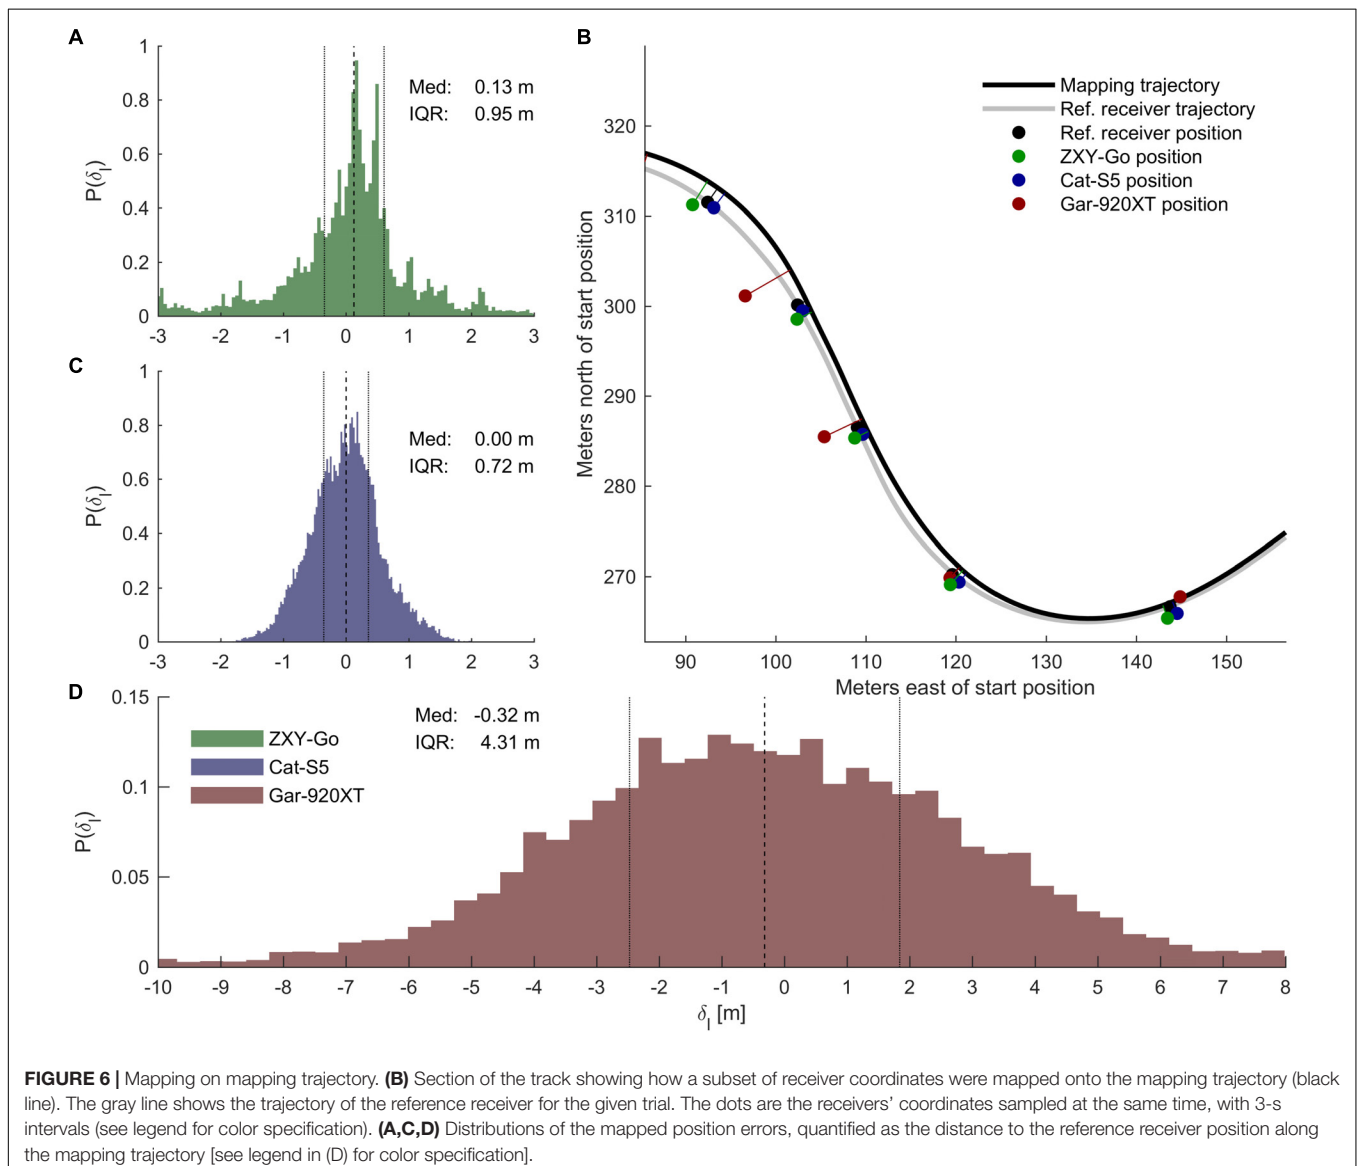 A
1
0.8
0.6
0.4
0.2
0
P(δl)
Med: 0.13 m
IQR: 0.95 m
-3 -2 -1 0 1 2 3
B
Mapping trajectory
Ref. receiver trajectory
Ref. receiver position
ZXY-Go position
Cat-S5 position
Gar-920XT position
320
310
300
290
280
270
Meters north of start position
90 100 110 120 130 140 150
Meters east of start position
C
1
0.8
0.6
0.4
0.2
0
P(δl)
Med: 0.00 m
IQR: 0.72 m
-3 -2 -1 0 1 2 3
D
0.15
0.1
0.05
0
P(δl)
Med: -0.32 m
IQR: 4.31 m
ZXY-Go
Cat-S5
Gar-920XT
-10 -9 -8 -7 -6 -5 -4 -3 -2 -1 0 1 2 3 4 5 6 7 8
δl [m]
FIGURE 6 | Mapping on mapping trajectory. (B) Section of the track showing how a subset of receiver coordinates were mapped onto the mapping trajectory (black
line). The gray line shows the trajectory of the reference receiver for the given trial. The dots are the receivers' coordinates sampled at the same time, with 3-s
intervals (see legend for color specification). (A,C,D) Distributions of the mapped position errors, quantified as the distance to the reference receiver position along
the mapping trajectory [see legend in (D) for color specification].